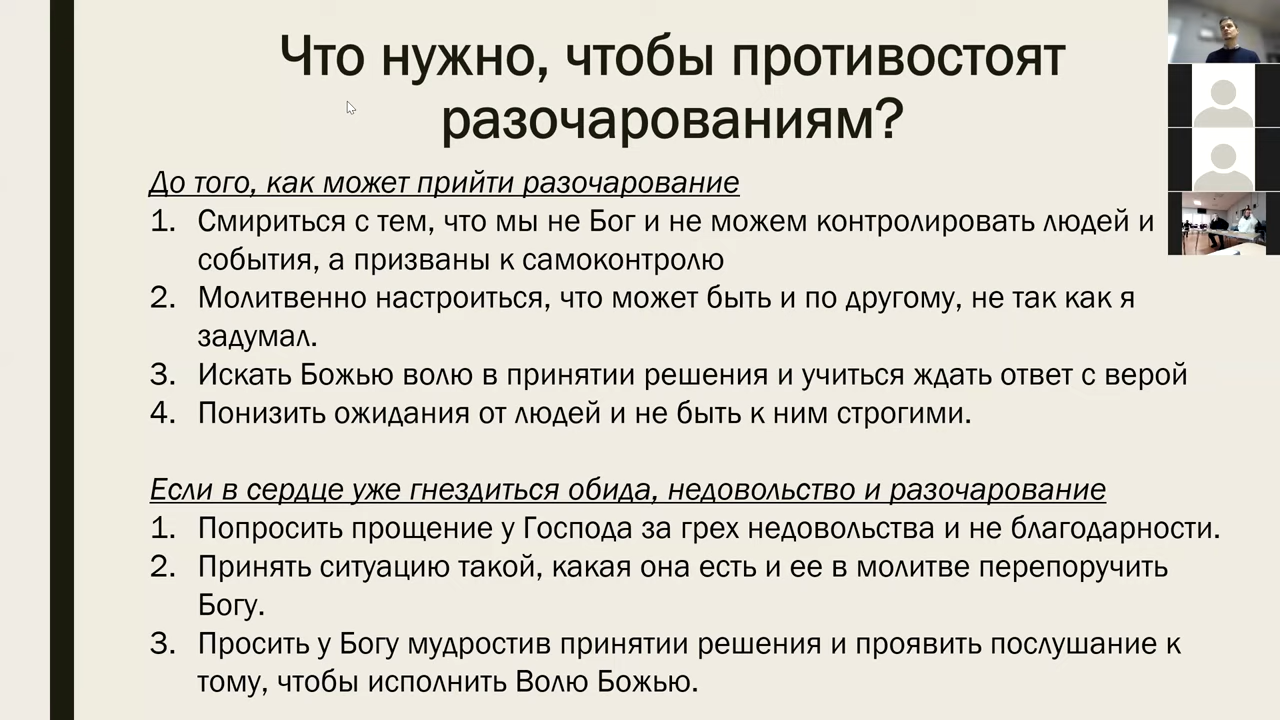 Что нужно, чтобы противостоят
разочарованиям?
До того, как может прийти разочарование
1. Смириться с тем, что мы не Бог и не можем контролировать людей и
события, а призваны к самоконтролю
2. Молитвенно настроиться, что может быть и по другому, не так как я
задумал.
3. Искать Божью волю в принятии решения и учиться ждать ответ с верой
4. Понизить ожидания от людей и не быть к ним строгими.
Если в сердце уже гнездиться обида, недовольство и разочарование
1. Попросить прощение у Господа за грех недовольства и не благодарности.
2. Принять ситуацию такой, какая она есть и ее в молитве перепоручить
Богу.
3. Просить у Богу мудростив принятии решения и проявить послушание к
тому, чтобы исполнить Волю Божью.